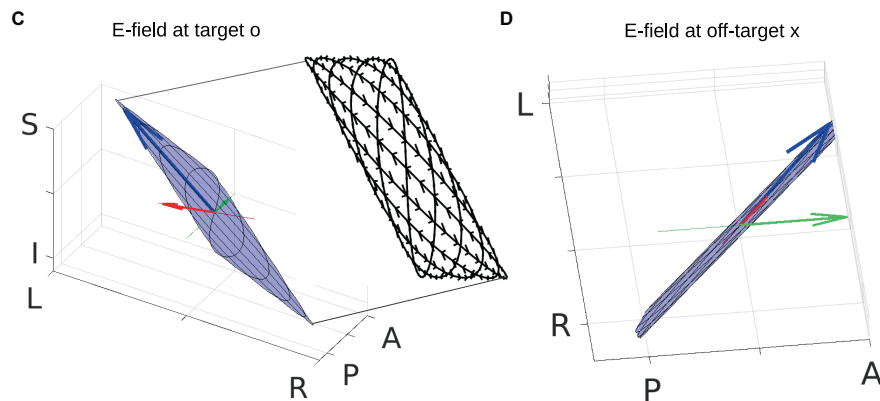 C
E-field at target o
S
I
L
R
P
A
D
E-field at off-target x
L
R
P
A